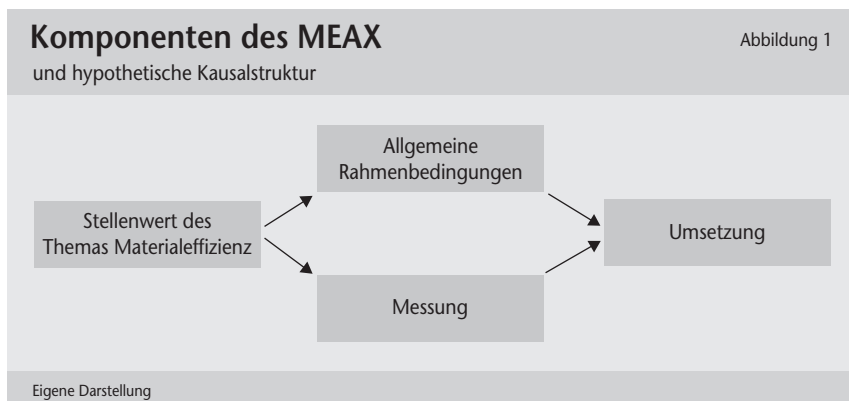 Komponenten des MEAX
Abbildung 1
und hypothetische Kausalstruktur
Allgemeine
Rahmenbedingungen
Stellenwert des
Themas Materialeffizienz
Umsetzung
Messung
Eigene Darstellung